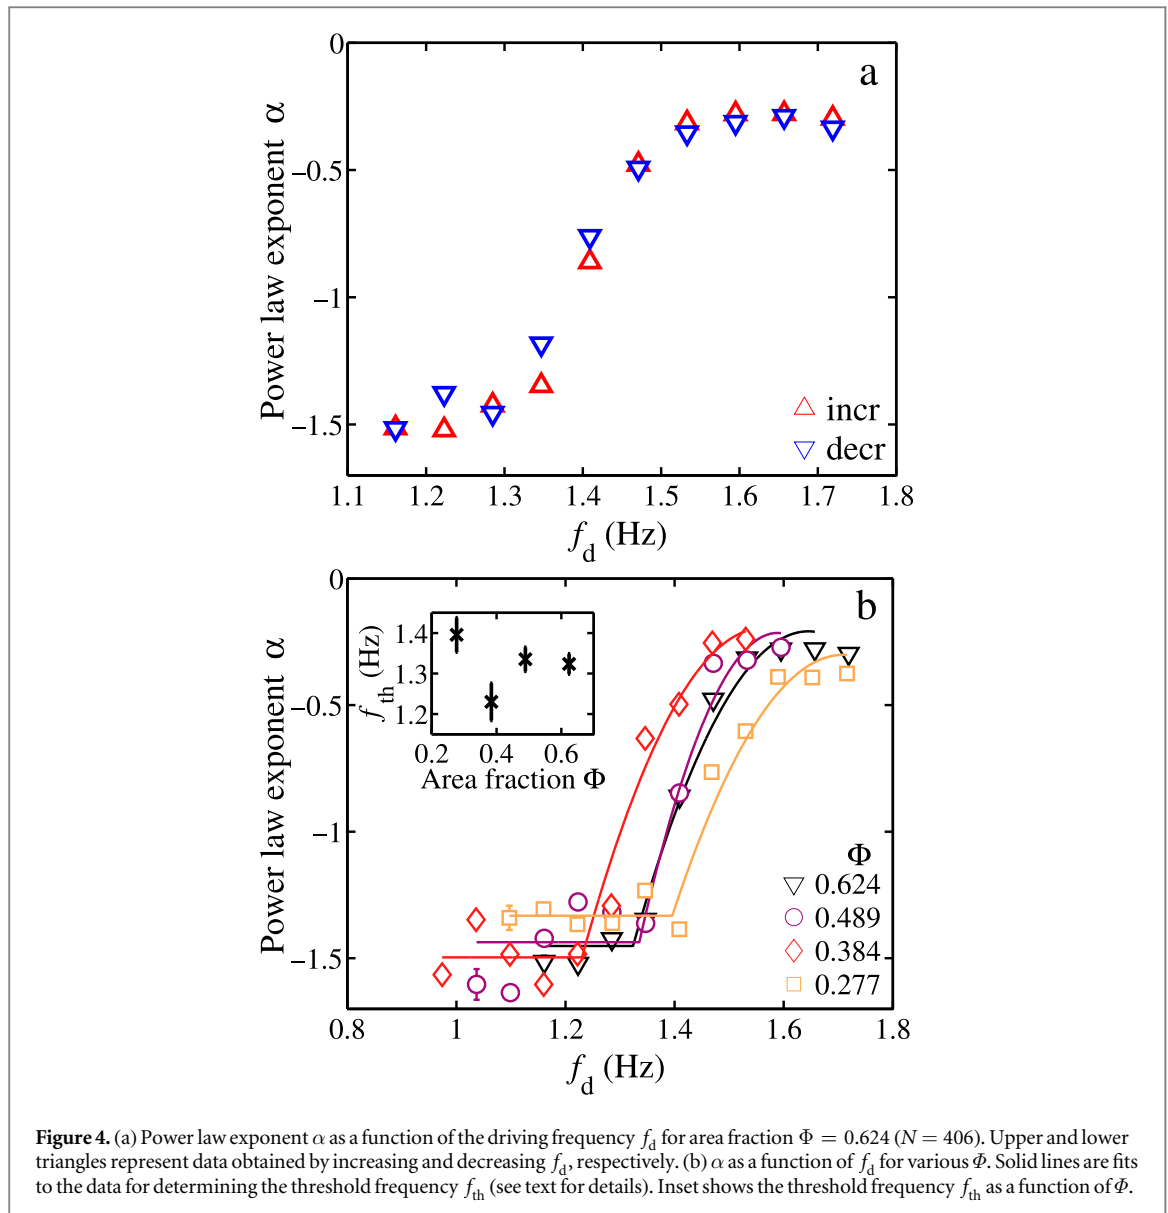 0
−0.5
−1
−1.5
Power law exponent α
a
incr
decr
1.1 1.2 1.3 1.4 1.5 1.6 1.7 1.8
f_d (Hz)
0
−0.5
−1
−1.5
Power law exponent α
b
1.4
1.3
1.2
f_th (Hz)
0.2 0.4 0.6
Area fraction Φ
Φ
0.624
0.489
0.384
0.277
0.8 1 1.2 1.4 1.6 1.8
f_d (Hz)
Figure 4. (a) Power law exponent α as a function of the driving frequency f_d for area fraction Φ = 0.624 (N = 406). Upper and lower
triangles represent data obtained by increasing and decreasing f_d, respectively. (b) α as a function of f_d for various Φ. Solid lines are fits
to the data for determining the threshold frequency f_th (see text for details). Inset shows the threshold frequency f_th as a function of Φ.